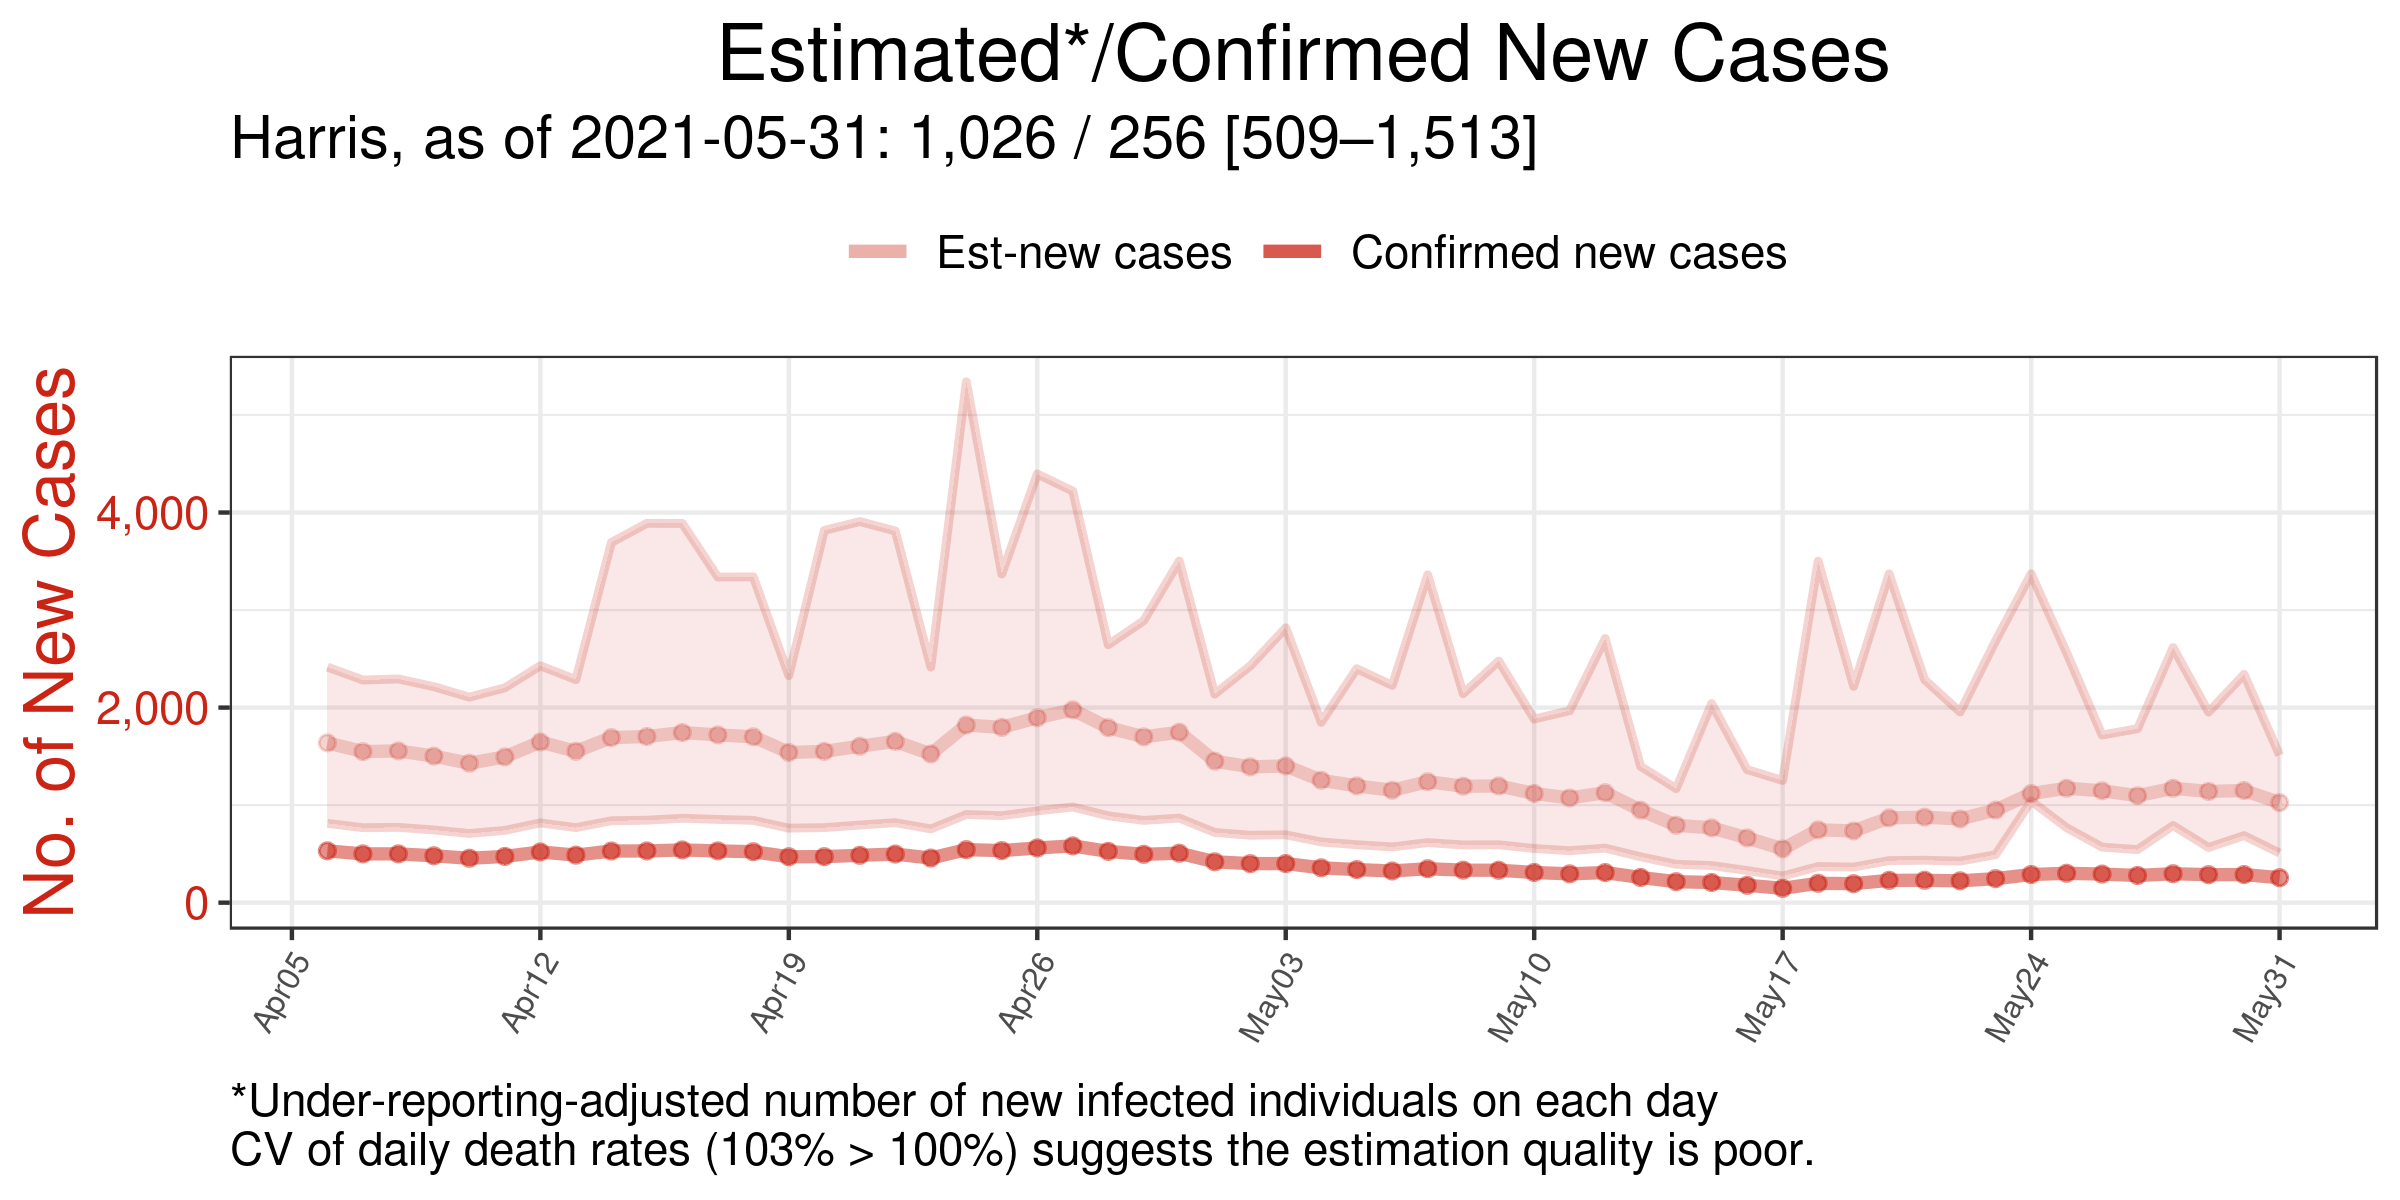 Estimated*/Confirmed New Cases
Harris, as of 2021-05-31: 1,026 / 256 [509–1,513]
Est-new cases
Confirmed new cases
No. of New Cases
4,000
2,000
0
Apr05
Apr12
Apr19
Apr26
May03
May10
May17
May24
May31
*Under-reporting-adjusted number of new infected individuals on each day
CV of daily death rates (103% > 100%) suggests the estimation quality is poor.